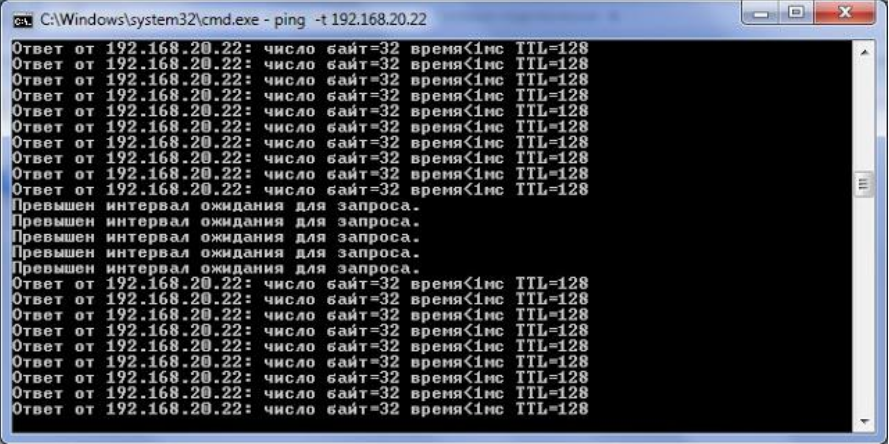 C:\Windows\system32\cmd.exe - ping -t 192.168.20.22
Ответ от 192.168.20.22: число байт=32 время<1мс TTL=128
Ответ от 192.168.20.22: число байт=32 время<1мс TTL=128
Ответ от 192.168.20.22: число байт=32 время<1мс TTL=128
Ответ от 192.168.20.22: число байт=32 время<1мс TTL=128
Ответ от 192.168.20.22: число байт=32 время<1мс TTL=128
Ответ от 192.168.20.22: число байт=32 время<1мс TTL=128
Ответ от 192.168.20.22: число байт=32 время<1мс TTL=128
Ответ от 192.168.20.22: число байт=32 время<1мс TTL=128
Ответ от 192.168.20.22: число байт=32 время<1мс TTL=128
Ответ от 192.168.20.22: число байт=32 время<1мс TTL=128
Превышен интервал ожидания для запроса.
Превышен интервал ожидания для запроса.
Превышен интервал ожидания для запроса.
Превышен интервал ожидания для запроса.
Превышен интервал ожидания для запроса.
Ответ от 192.168.20.22: число байт=32 время<1мс TTL=128
Ответ от 192.168.20.22: число байт=32 время<1мс TTL=128
Ответ от 192.168.20.22: число байт=32 время<1мс TTL=128
Ответ от 192.168.20.22: число байт=32 время<1мс TTL=128
Ответ от 192.168.20.22: число байт=32 время<1мс TTL=128
Ответ от 192.168.20.22: число байт=32 время<1мс TTL=128
Ответ от 192.168.20.22: число байт=32 время<1мс TTL=128
Ответ от 192.168.20.22: число байт=32 время<1мс TTL=128
Ответ от 192.168.20.22: число байт=32 время<1мс TTL=128